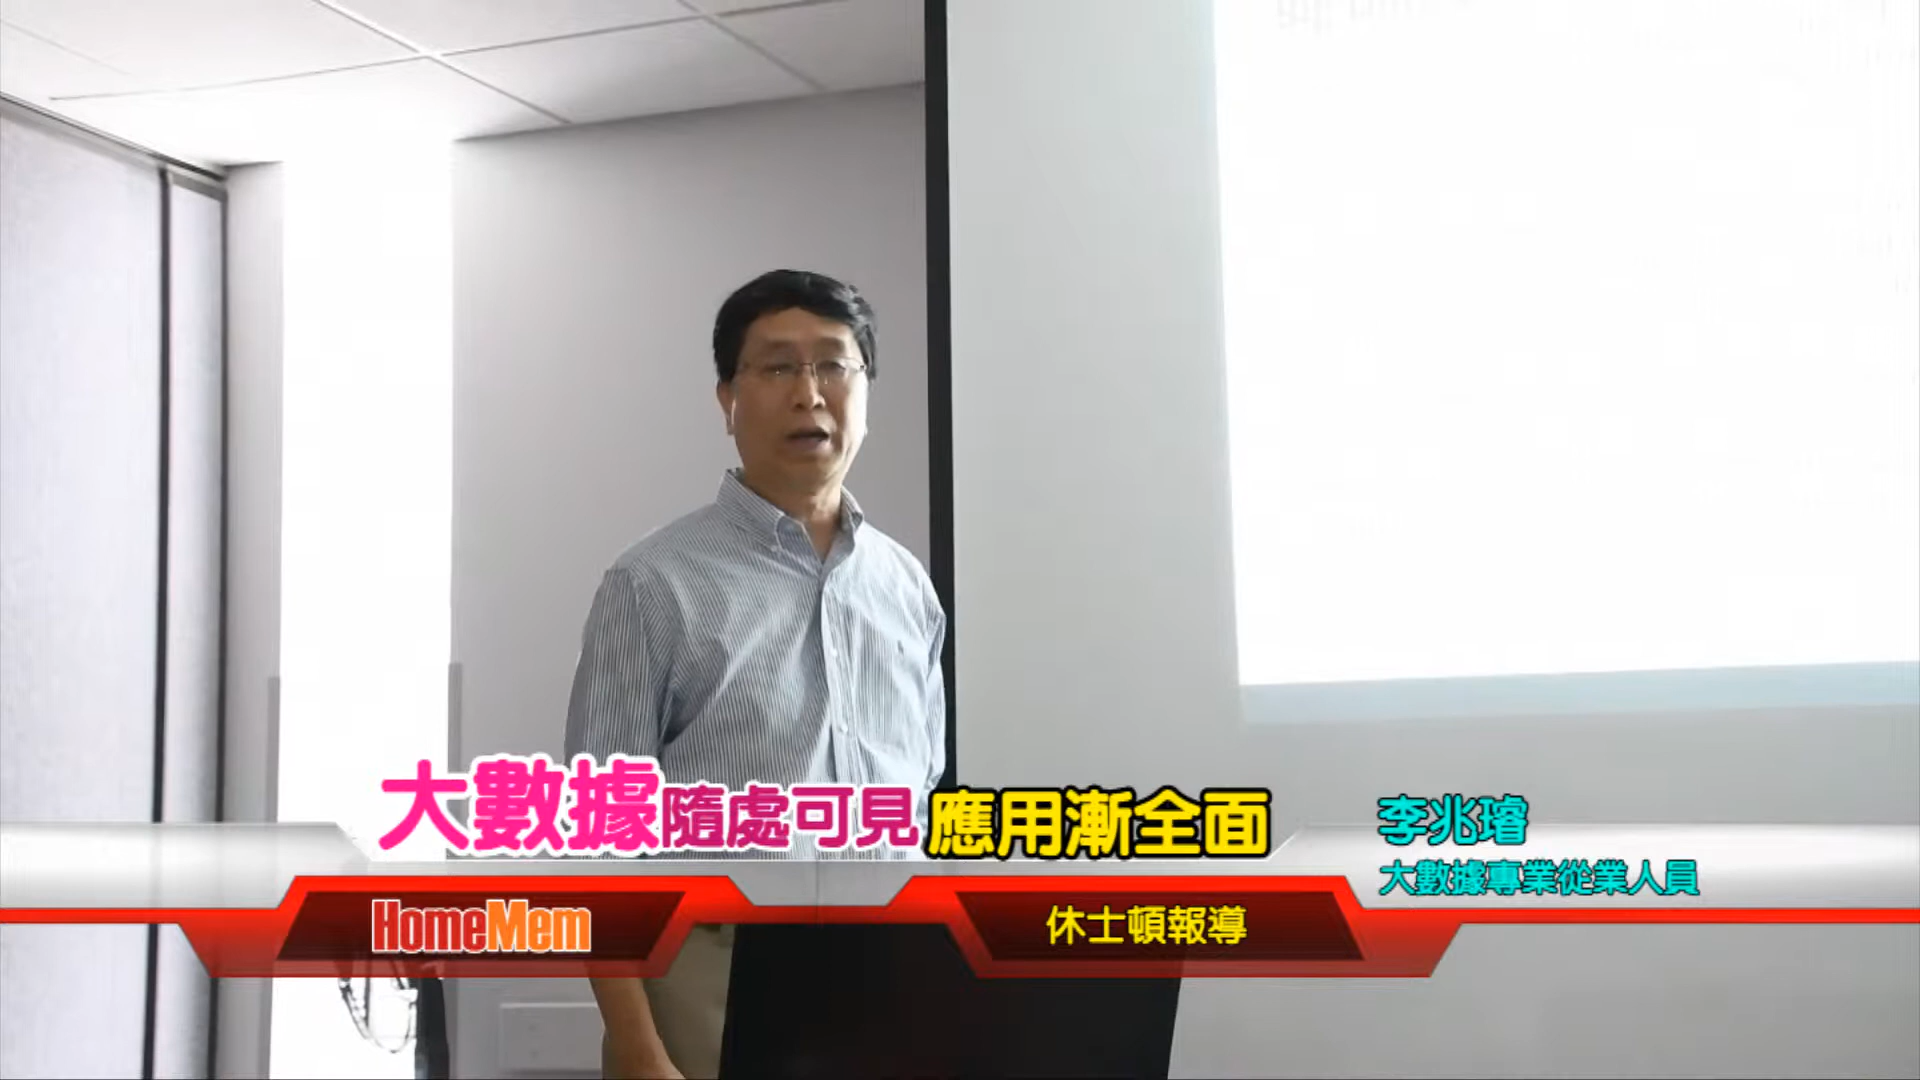 大數據隨處可見 應用漸全面
李兆璿
大數據專業從業人員
HomeMem
休士頓報導